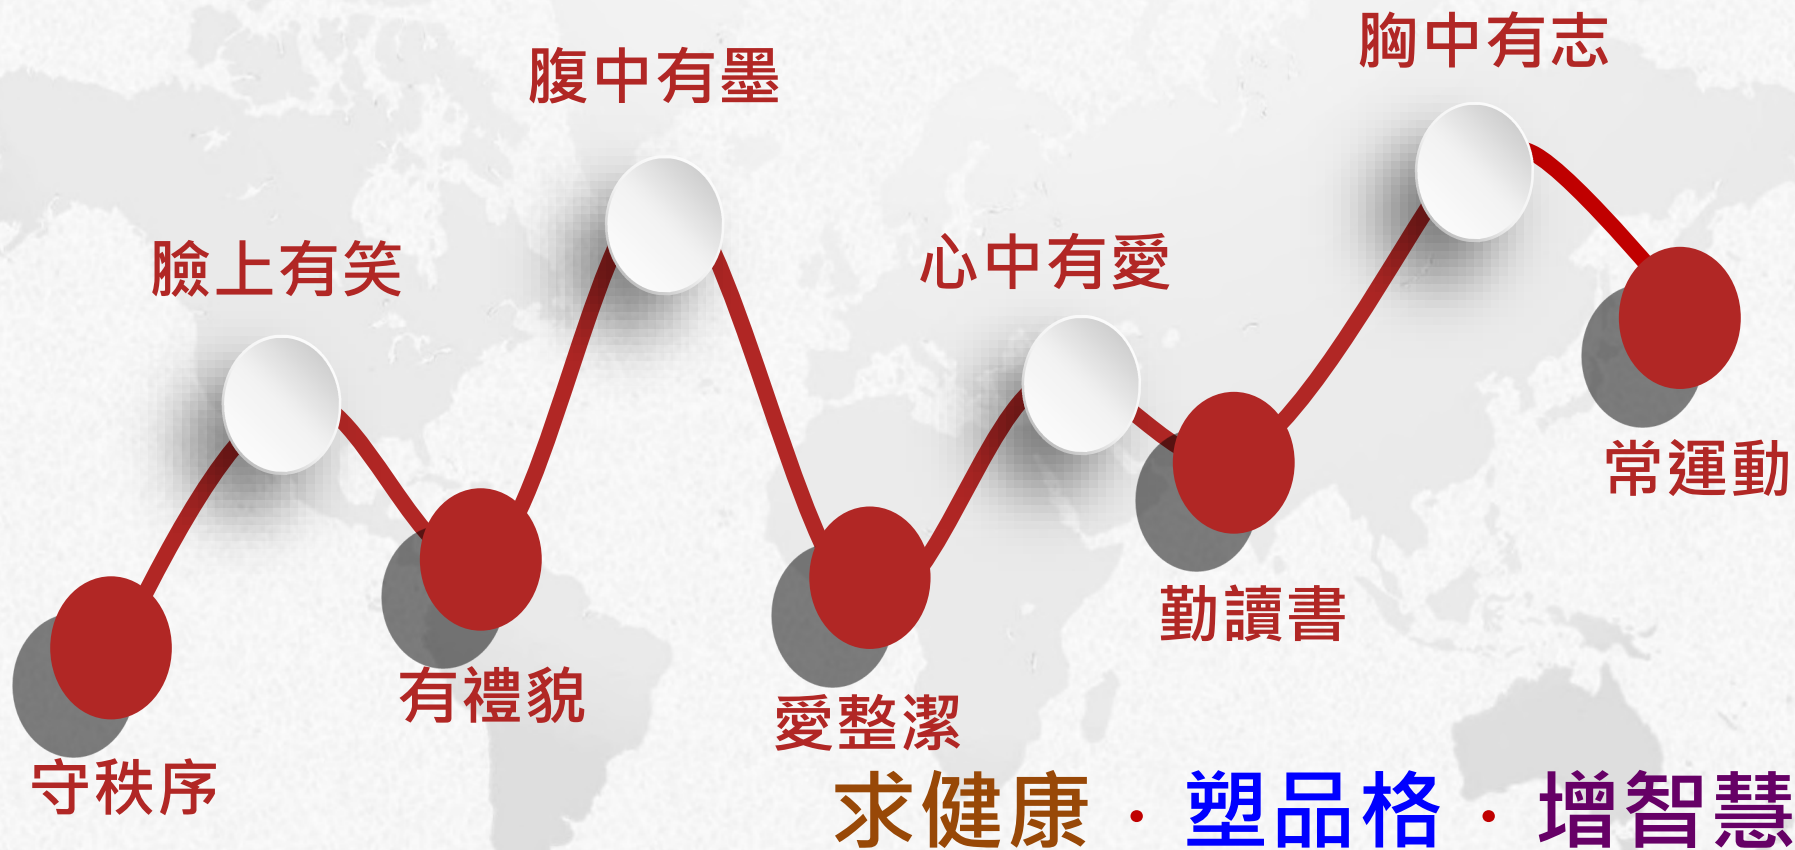 胸中有志
腹中有墨
心中有愛
臉上有笑
常運動
勤讀書
有禮貌
愛整潔
守秩序
求健康 · 塑品格 · 增智慧